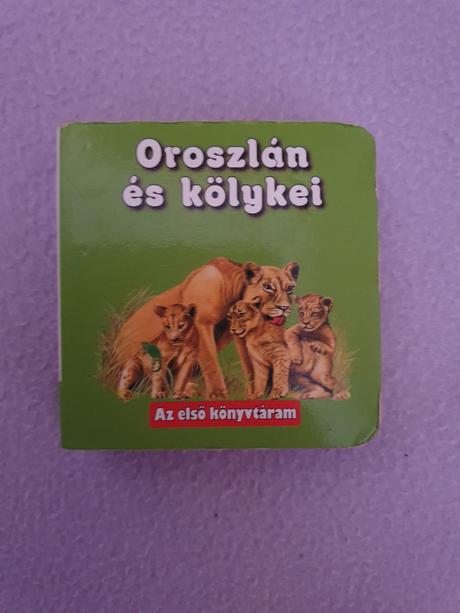 Oroszlán
és kölykei
Az első könyvtáram